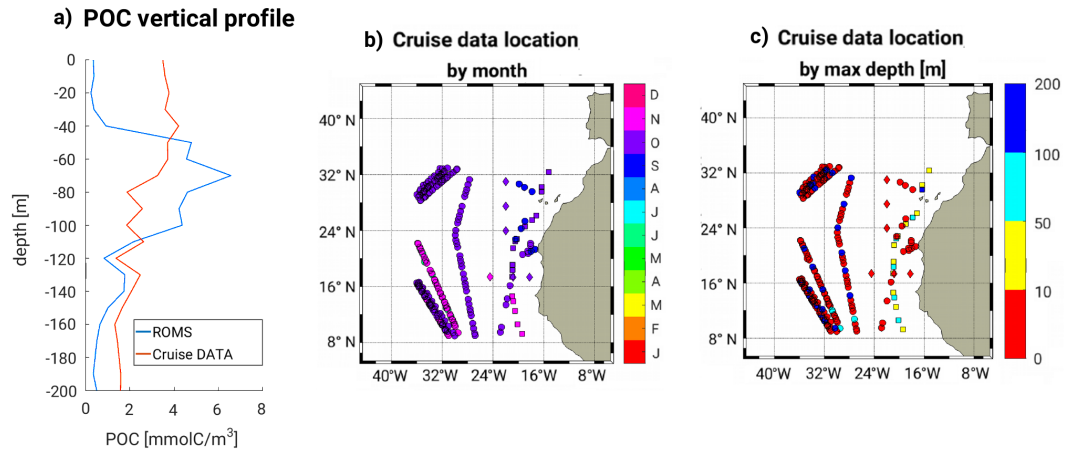 a) POC vertical profile
0
-20
-40
-60
-80
-100
-120
-140
-160
-180
-200
depth [m]
ROMS
Cruise DATA
0 2 4 6 8
POC [mmolC/m³]
b) Cruise data location
by month
40° N
32° N
24° N
16° N
8° N
40°W 32°W 24°W 16°W 8°W
D
N
O
S
A
J
J
M
A
M
F
J
c) Cruise data location
by max depth [m]
40° N
32° N
24° N
16° N
8° N
40°W 32°W 24°W 16°W 8°W
200
100
50
10
0